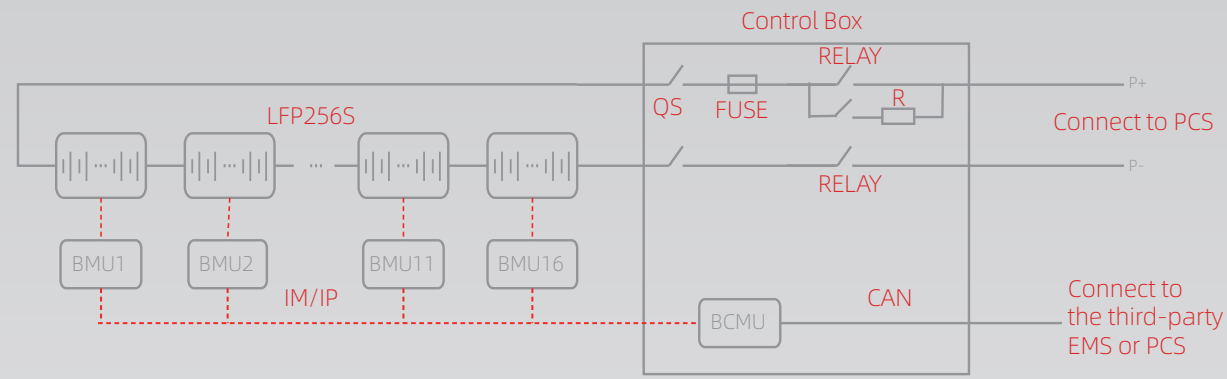 Control Box
RELAY
P+
QS
FUSE
R
LFP256S
Connect to PCS
P-
RELAY
BMU1
BMU2
BMU11
BMU16
IM/IP
CAN
BCMU
Connect to
the third-party
EMS or PCS